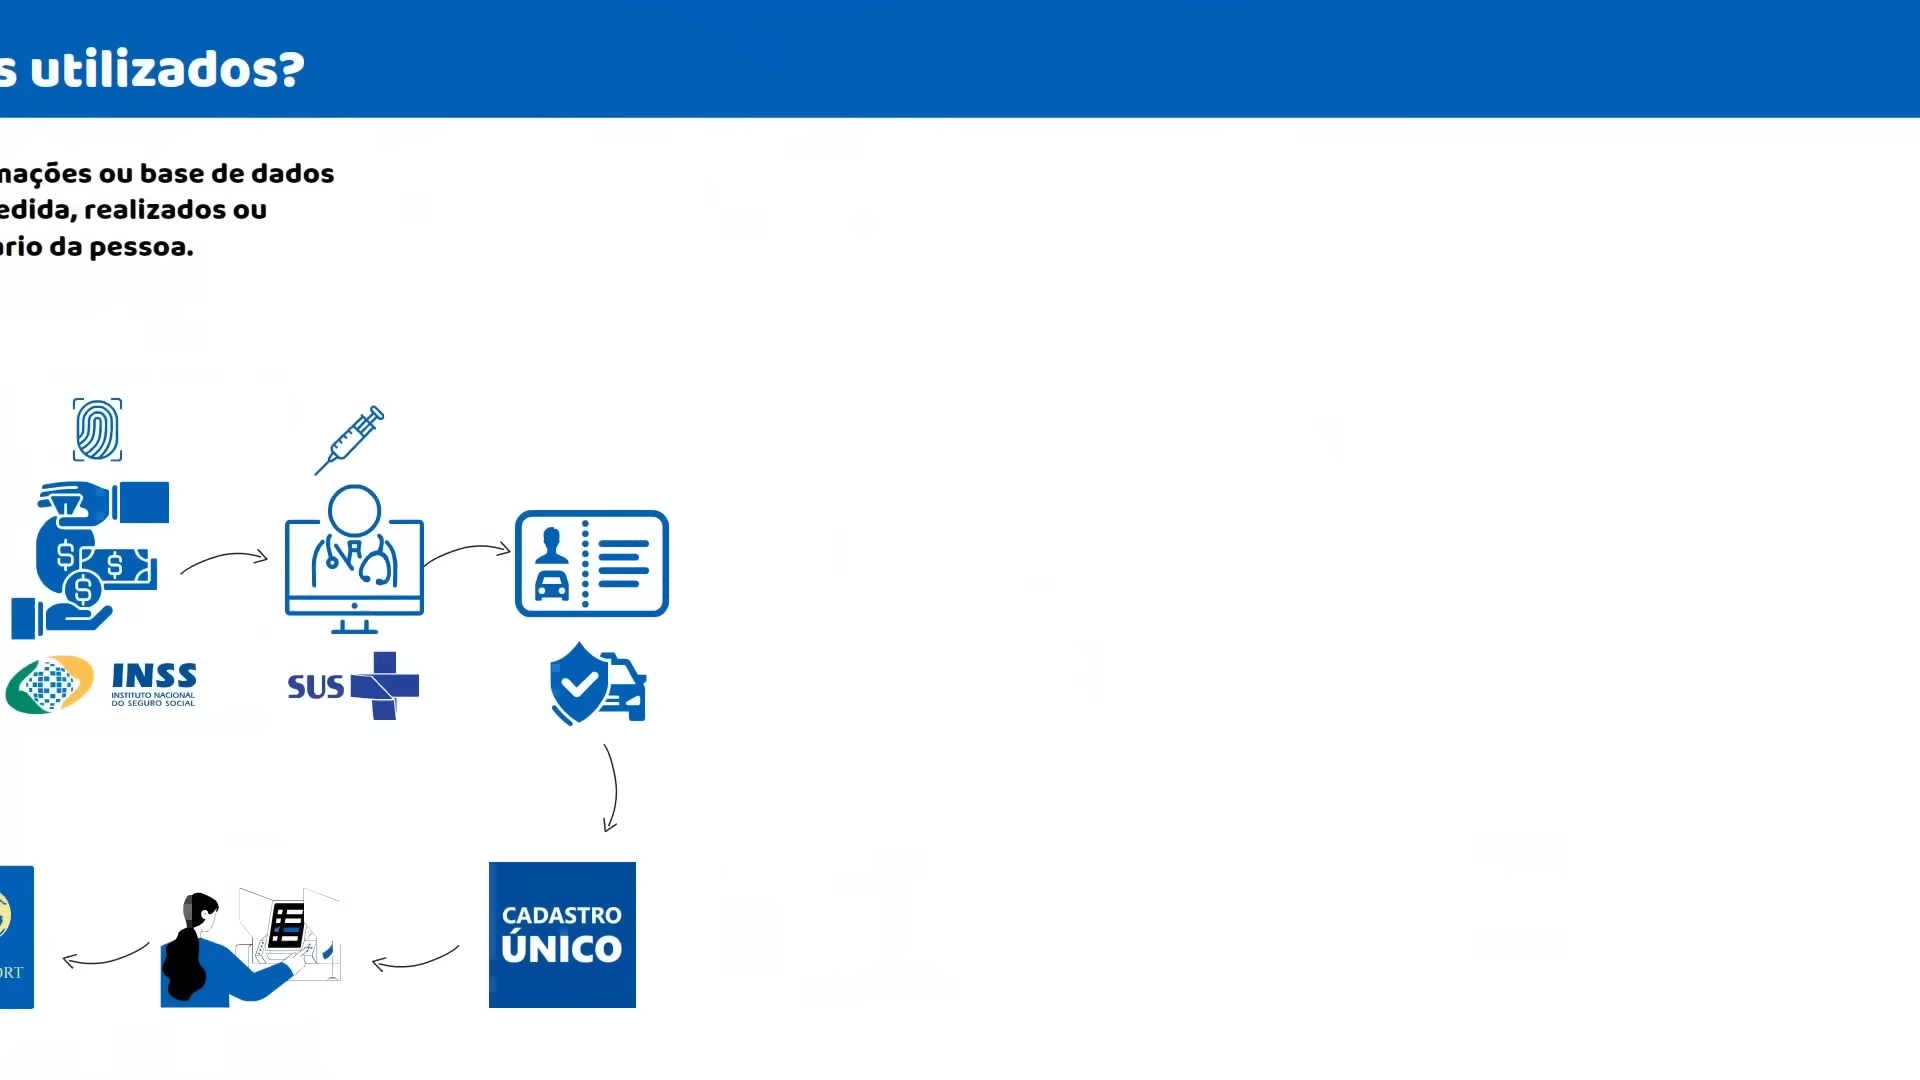 s utilizados?
mações ou base de dados
edida, realizados ou
ário da pessoa.
INSS
INSTITUTO NACIONAL
DO SEGURO SOCIAL
SUS
CADASTRO
ÚNICO
ORT